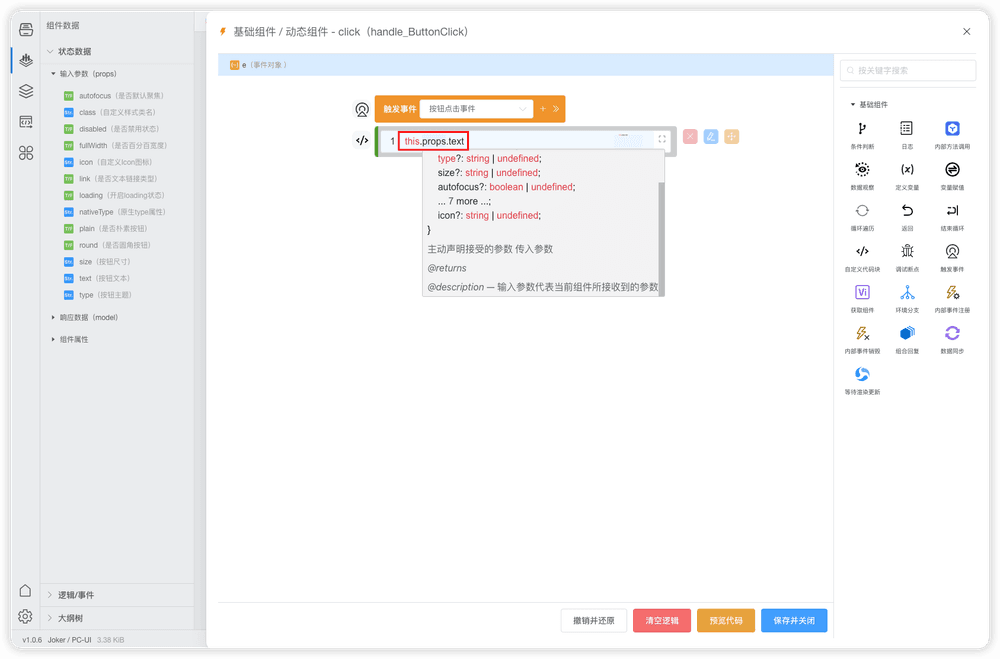 组件数据
状态数据
输入参数 (props)
autofocus（是否默认聚焦）
class（自定义样式类名）
disabled（是否禁用状态）
fullWidth（是否百分百宽度）
icon（自定义Icon图标）
link（是否文本链接类型）
loading（开启loading状态）
nativeType（原生type属性）
plain（是否朴素按钮）
round（是否圆角按钮）
size（按钮尺寸）
text（按钮文本）
type（按钮主题）
响应数据 (model)
组件属性
逻辑/事件
大纲树
v1.0.6 Joker / PC-UI 3.38 KiB
基础组件 / 动态组件 - click（handle_ButtonClick）
e（事件对象）
触发事件 按钮点击事件
1 this.props.text
type?: string | undefined;
size?: string | undefined;
autofocus?: boolean | undefined;
... 7 more ...;
icon?: string | undefined;
}
主动声明接受的参数 传入参数
@returns
@description — 输入参数代表当前组件所接收到的参数
撤销并还原 清空逻辑 预览代码 保存并关闭
按关键字搜索
基础组件
条件判断 日志 内部方法调用
数据观察 定义变量 变量赋值
循环遍历 返回 结束循环
自定义代码块 调试断点 触发事件
获取组件 环境分支 内部事件注册
内部事件销毁 组合回复 数据同步
等待渲染更新